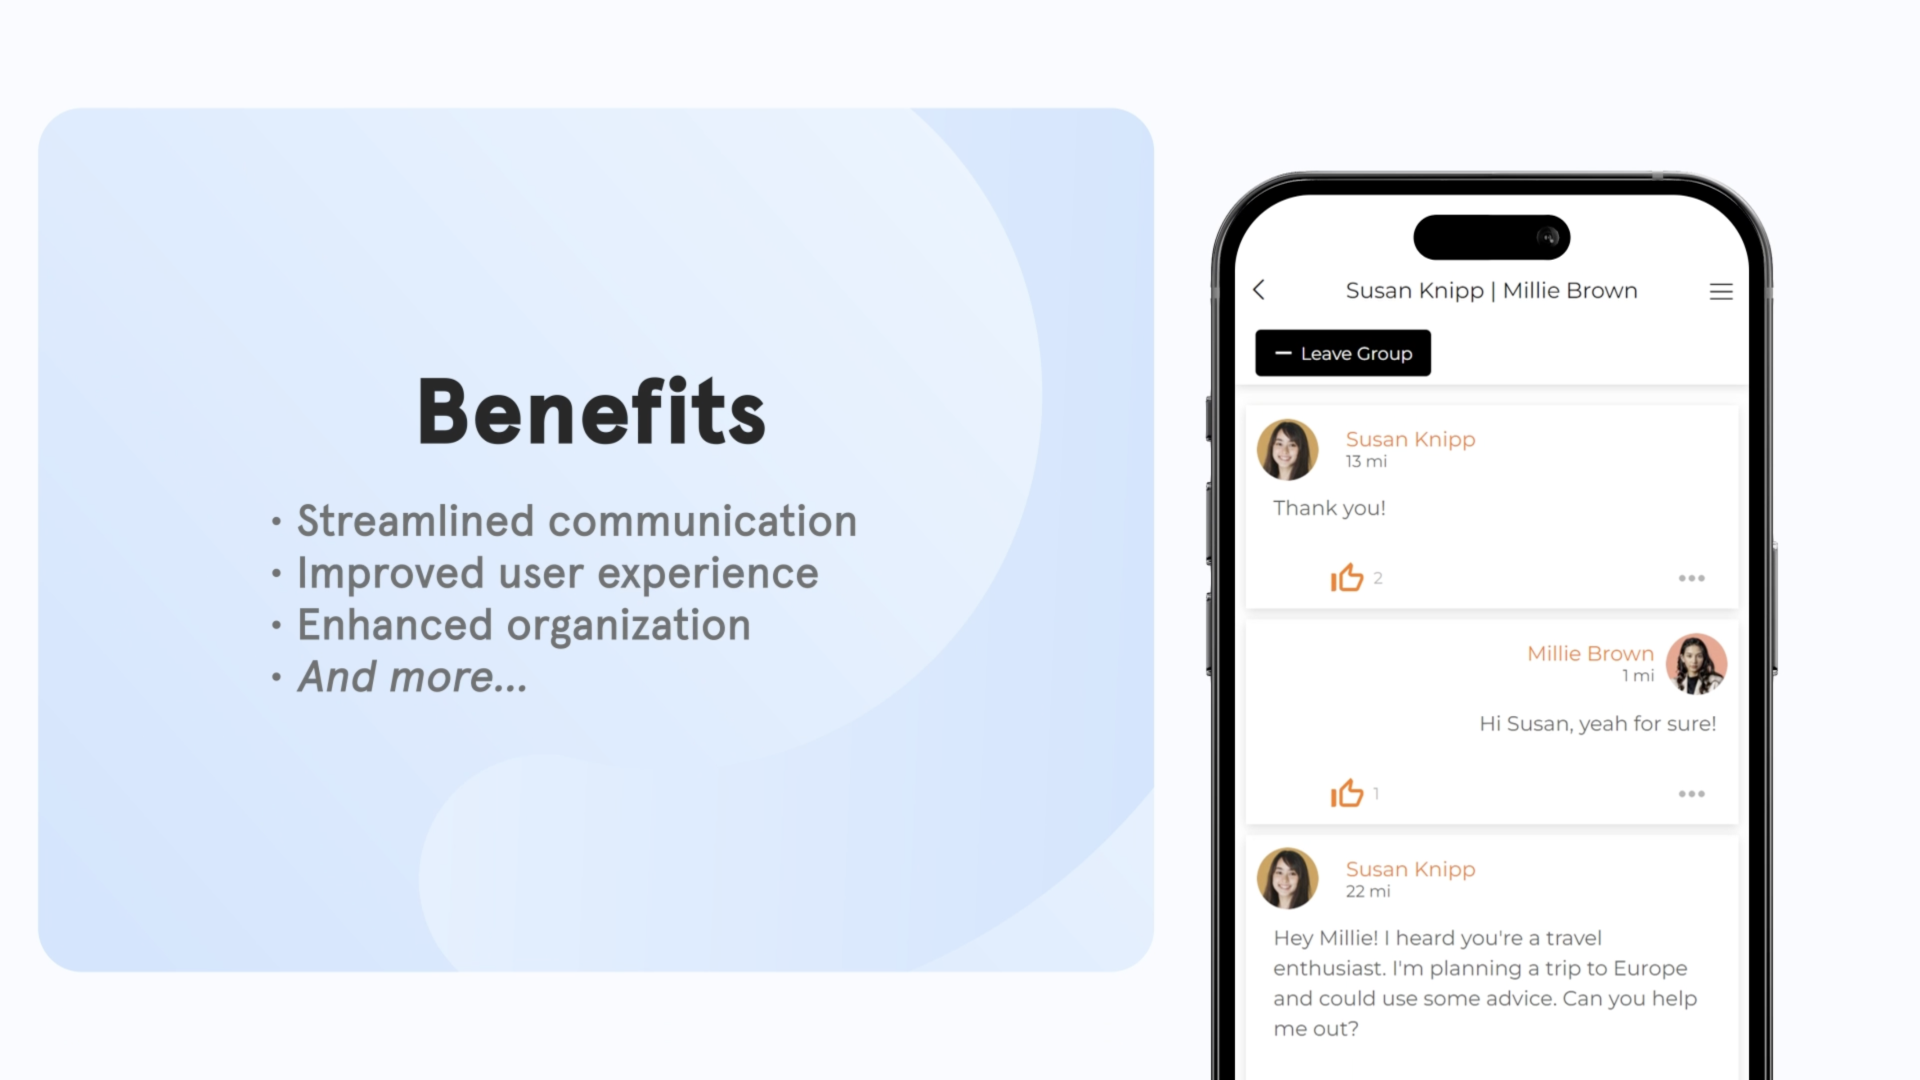 Benefits
• Streamlined communication
• Improved user experience
• Enhanced organization
• And more...
Susan Knipp | Millie Brown
Leave Group
Susan Knipp
13 mi
Thank you!
2
Millie Brown
1 mi
Hi Susan, yeah for sure!
1
Susan Knipp
22 mi
Hey Millie! I heard you're a travel
enthusiast. I'm planning a trip to Europe
and could use some advice. Can you help
me out?